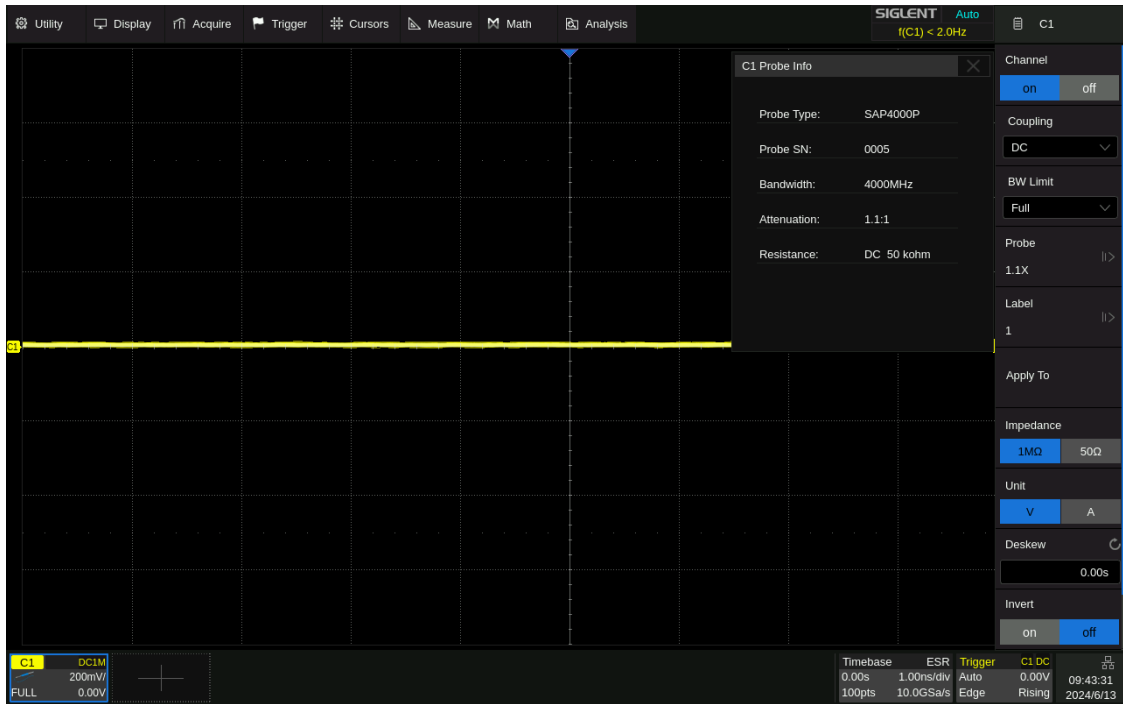 Utility Display Acquire Trigger Cursors Measure Math Analysis SIGLENT Auto C1
f(C1) < 2.0Hz
C1 Probe Info
Probe Type: SAP4000P
Probe SN: 0005
Bandwidth: 4000MHz
Attenuation: 1.1:1
Resistance: DC 50 kohm
C1
Channel
on off
Coupling
DC
BW Limit
Full
Probe
1.1X
Label
1
Apply To
Impedance
1MΩ 50Ω
Unit
V A
Deskew
0.00s
Invert
on off
C1 DC1M
200mV/
FULL 0.00V
Timebase ESR
0.00s 1.00ns/div
100pts 10.0GSa/s
Trigger C1 DC
Auto 0.00V
Edge Rising
09:43:31
2024/6/13